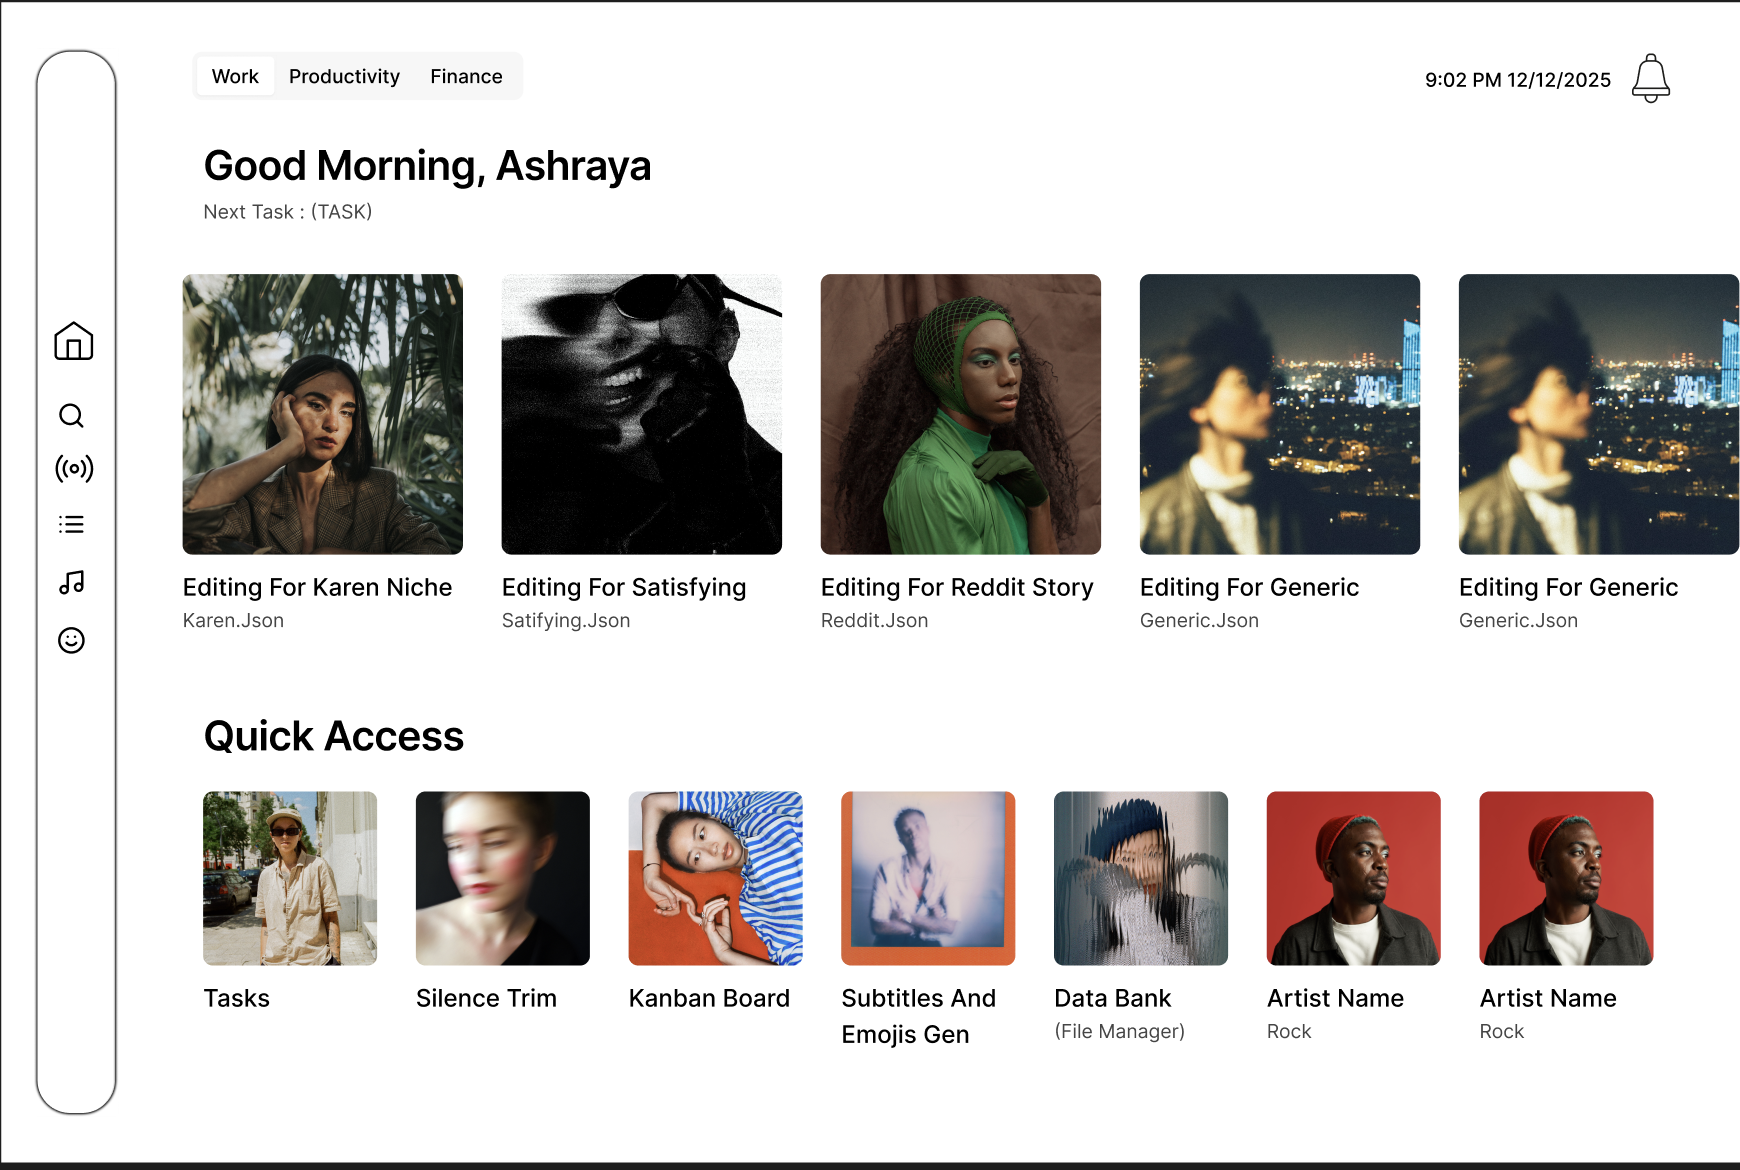 Work Productivity Finance
9:02 PM 12/12/2025
Good Morning, Ashraya
Next Task : (TASK)
Editing For Karen Niche
Karen.Json
Editing For Satisfying
Satifying.Json
Editing For Reddit Story
Reddit.Json
Editing For Generic
Generic.Json
Editing For Generic
Generic.Json
Quick Access
Tasks
Silence Trim
Kanban Board
Subtitles And
Emojis Gen
Data Bank
(File Manager)
Artist Name
Rock
Artist Name
Rock